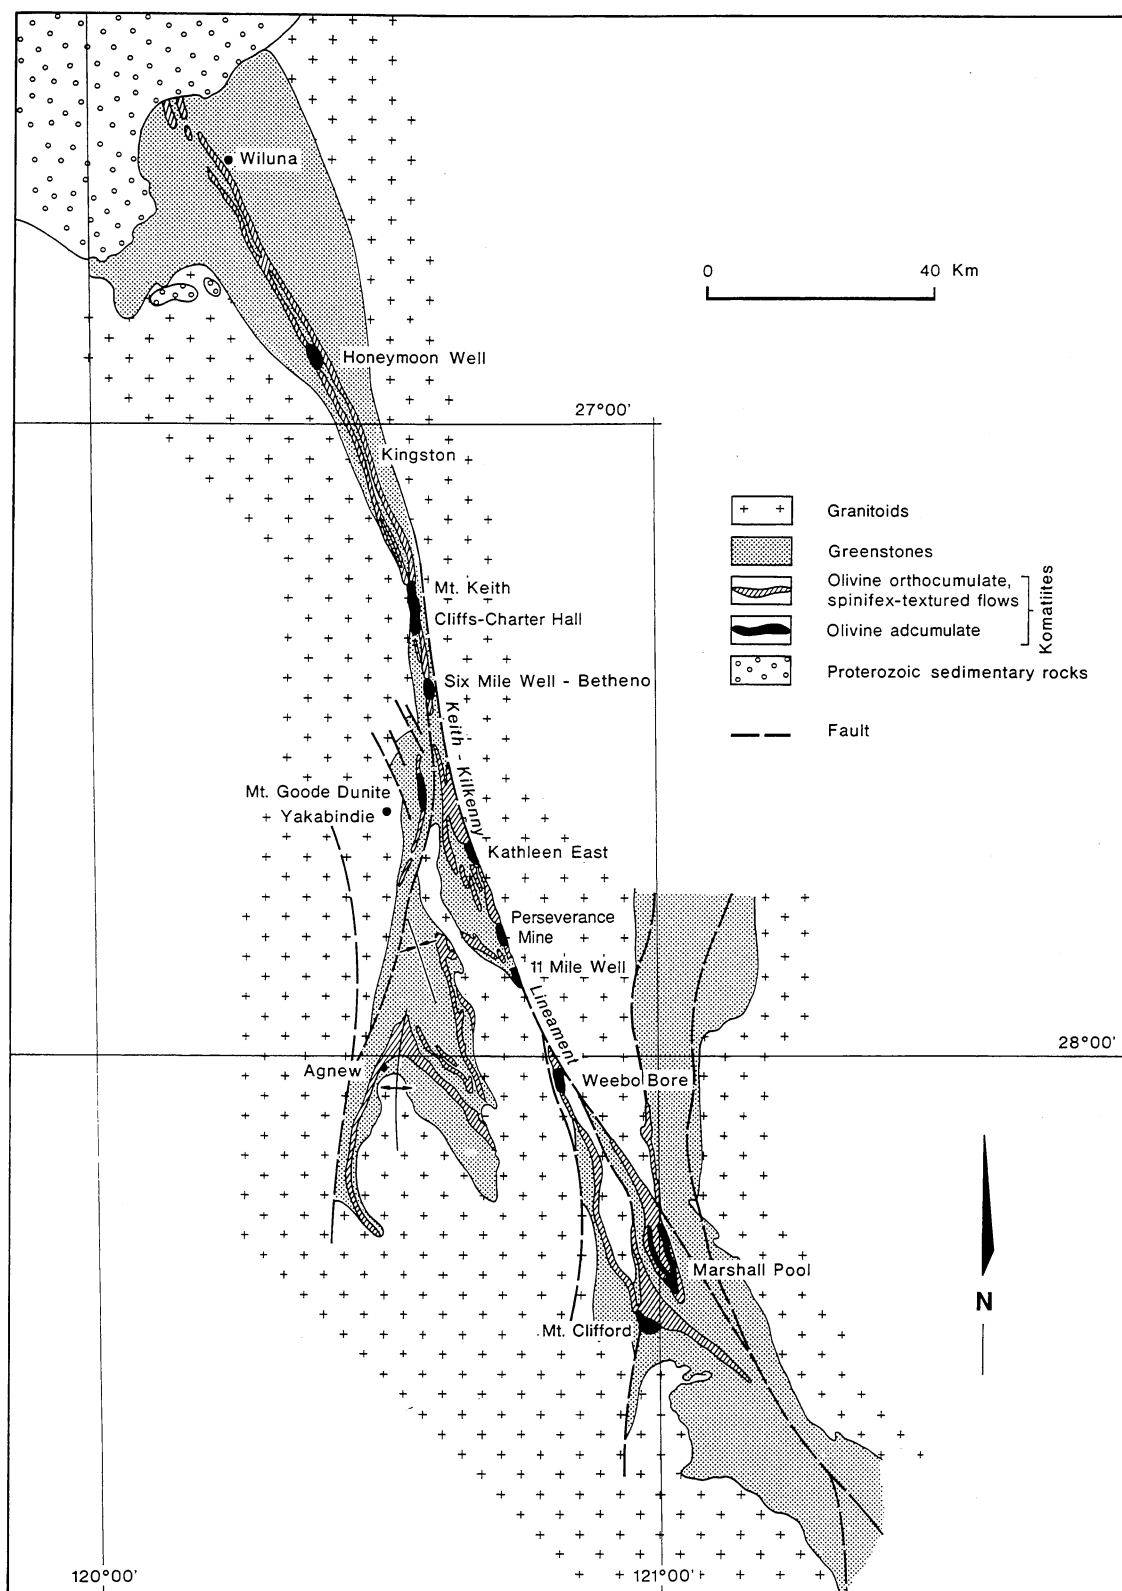 Wiluna
0 40 Km
Honeymoon Well
27°00'
Kingston
Granitoids
Greenstones
Olivine orthocumulate,
spinifex-textured flows
Olivine adcumulate
Komatiites
Proterozoic sedimentary rocks
Fault
Mt. Keith
Cliffs-Charter Hall
Six Mile Well - Betheno
Keith - Kilkenny
Lineament
Mt. Goode Dunite
Yakabindie
Kathleen East
Perseverance
Mine
11 Mile Well
28°00'
Agnew
Weebo Bore
Marshall Pool
N
Mt. Clifford
120°00' 121°00'